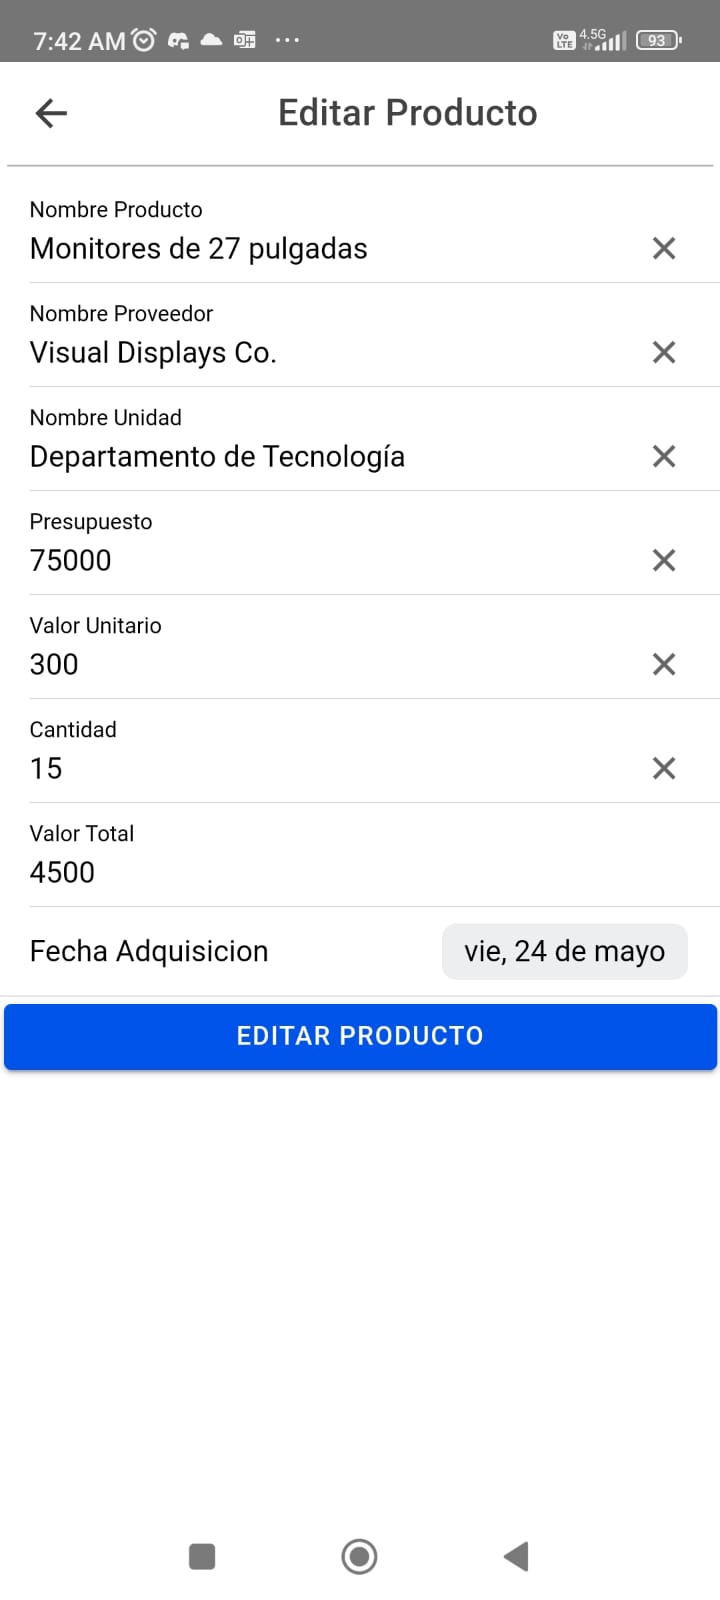 7:42 AM
Vo LTE 4.5G 93
Editar Producto
Nombre Producto
Monitores de 27 pulgadas
Nombre Proveedor
Visual Displays Co.
Nombre Unidad
Departamento de Tecnología
Presupuesto
75000
Valor Unitario
300
Cantidad
15
Valor Total
4500
Fecha Adquisicion
vie, 24 de mayo
EDITAR PRODUCTO